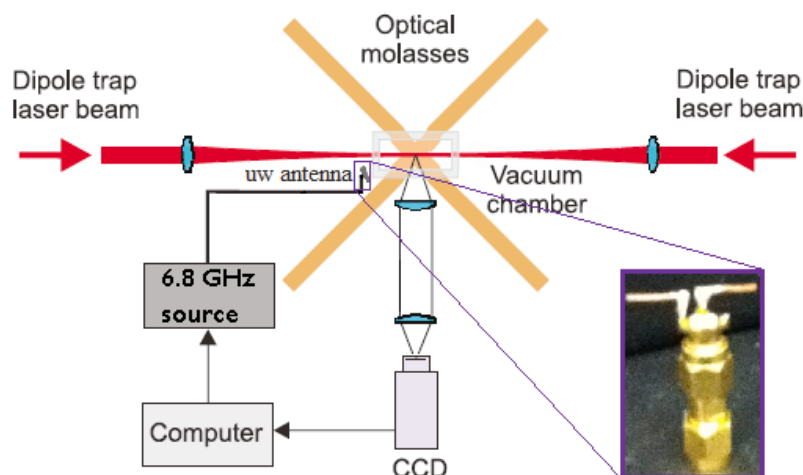 Optical
molasses
Dipole trap
laser beam
Dipole trap
laser beam
uw antenna
Vacuum
chamber
6.8 GHz
source
Computer
CCD